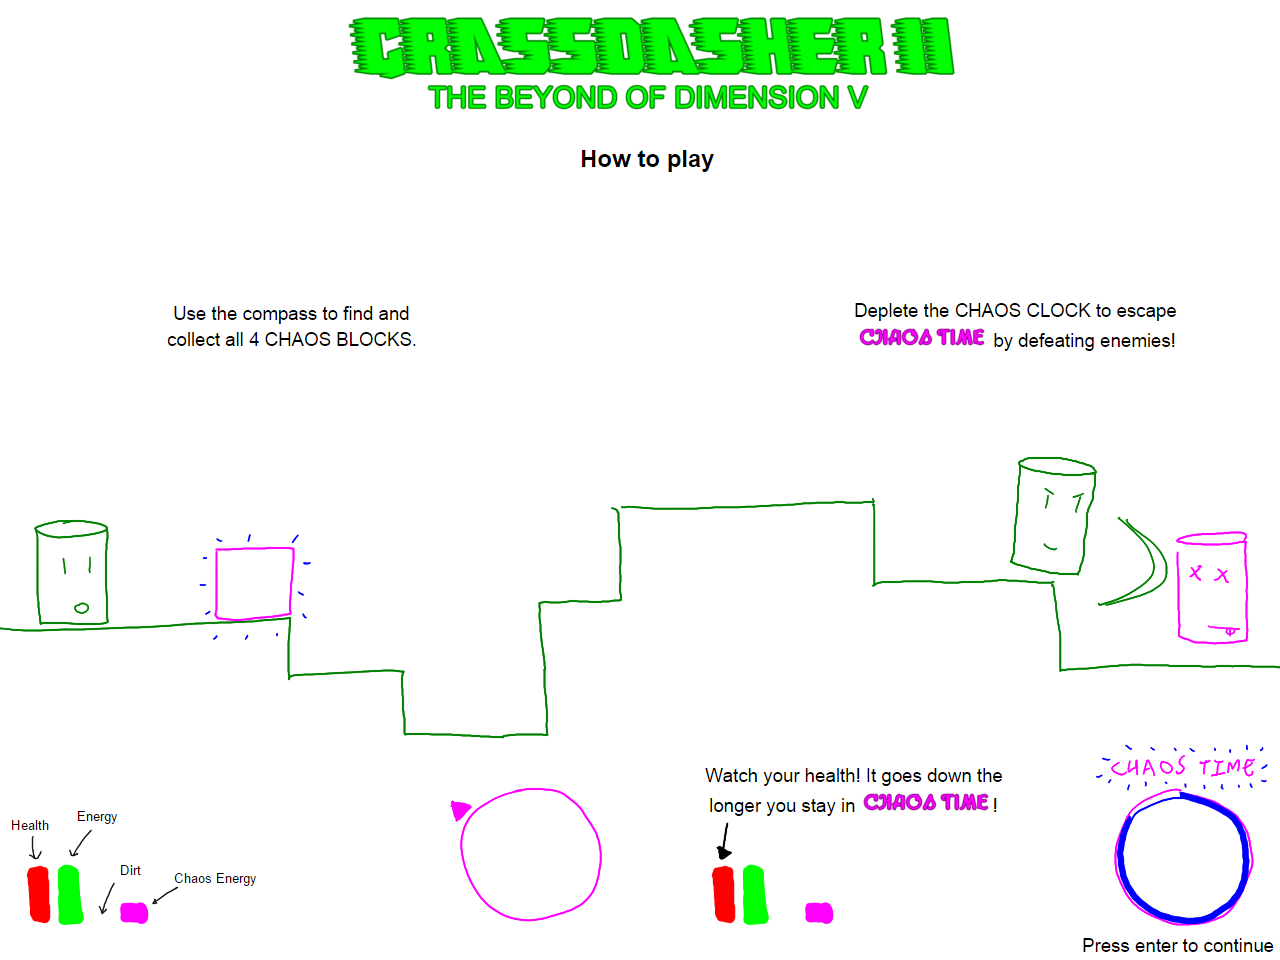 CRASSDASHER II
THE BEYOND OF DIMENSION V
How to play
Use the compass to find and
collect all 4 CHAOS BLOCKS.
Deplete the CHAOS CLOCK to escape
CHAOS TIME by defeating enemies!
Watch your health! It goes down the
longer you stay in CHAOS TIME !
CHAOS TIME
Health
Energy
Dirt
Chaos Energy
Press enter to continue